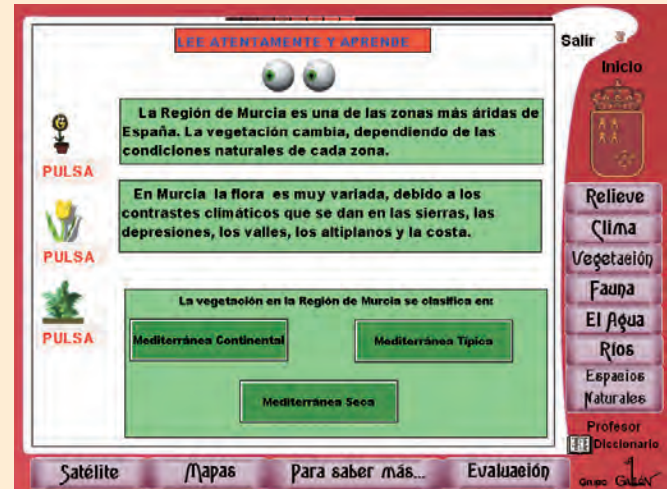 LEE ATENTAMENTE Y APRENDE
Salir
Inicio
La Región de Murcia es una de las zonas más áridas de
España. La vegetación cambia, dependiendo de las
condiciones naturales de cada zona.
PULSA
En Murcia la flora es muy variada, debido a los
contrastes climáticos que se dan en las sierras, las
depresiones, los valles, los altiplanos y la costa.
PULSA
La vegetación en la Región de Murcia se clasifica en:
PULSA
Mediterránea Continental
Mediterránea Típica
Mediterránea Seca
Relieve
Clima
Vegetación
Fauna
El Agua
Ríos
Espacios
Naturales
Profesor
Diccionario
Satélite
Mapas
Para saber más...
Evaluación